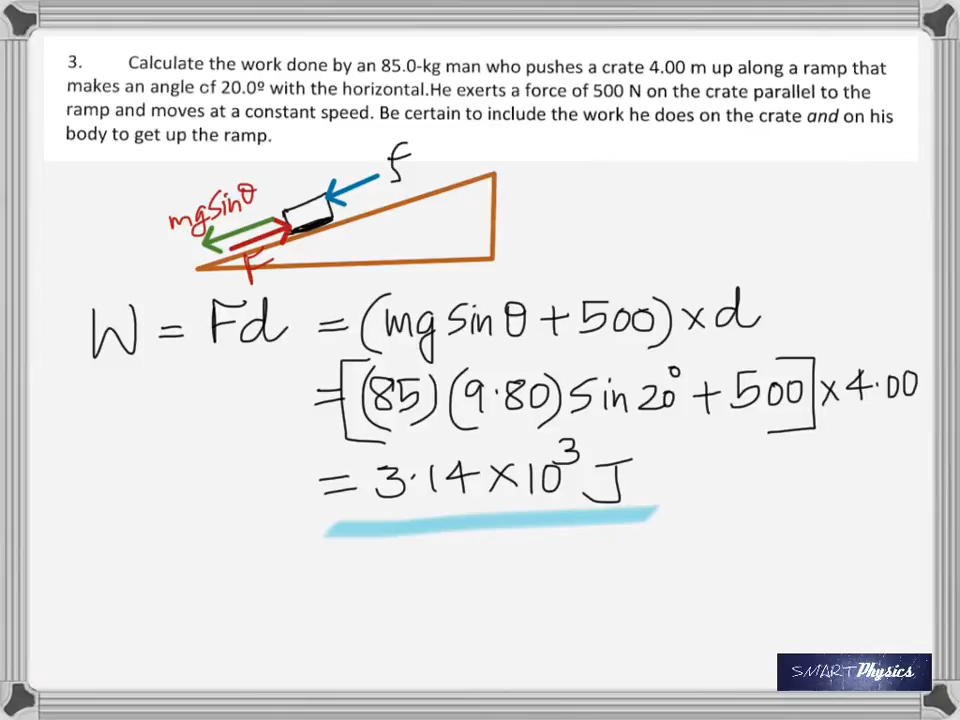 3. Calculate the work done by an 85.0-kg man who pushes a crate 4.00 m up along a ramp that
makes an angle of 20.0º with the horizontal.He exerts a force of 500 N on the crate parallel to the
ramp and moves at a constant speed. Be certain to include the work he does on the crate and on his
body to get up the ramp.
f
mgSinθ
F
W = Fd = (mg Sin θ + 500) × d
= [(85)(9.80) Sin 20° + 500] × 4.00
= 3.14 × 10³ J
SMART Physics